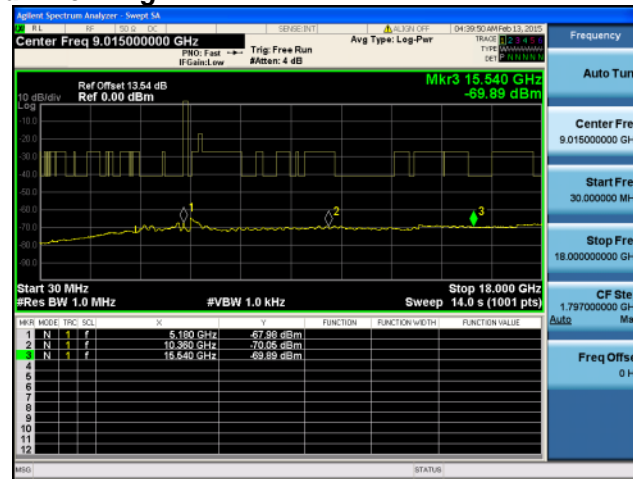 Agilent Spectrum Analyzer - Swept SA
RL RF 50 Ω DC SENSE:INT ALIGN OFF 04:39:50 AM Feb 13, 2015
Center Freq 9.015000000 GHz
PNO: Fast
IFGain:Low
Trig: Free Run
#Atten: 4 dB
Avg Type: Log-Pwr
TRACE 1 2 3 4 5 6
TYPE
DET P N N N N N
Frequency
Auto Tun
Ref Offset 13.54 dB
Ref 0.00 dBm
10 dB/div
Log
Mkr3 15.540 GHz
-69.89 dBm
-10.0
-20.0
-30.0
-50.0
-60.0
-70.0
-80.0
-90.0
1
2
3
Center Fre
9.015000000 GH
Start Fre
30.000000 MH
Stop Fre
18.000000000 GH
Start 30 MHz
Stop 18.000 GHz
#Res BW 1.0 MHz
#VBW 1.0 kHz
Sweep 14.0 s (1001 pts)
CF Ste
1.797000000 GH
Auto Ma
Freq Offse
0 H
MKR MODE TRC SCL X Y FUNCTION FUNCTION WIDTH FUNCTION VALUE
1 N 1 f 5.180 GHz -67.98 dBm
2 N 1 f 10.360 GHz -70.05 dBm
3 N 1 f 15.540 GHz -69.89 dBm
4
5
6
7
8
9
10
11
12
MSG
STATUS